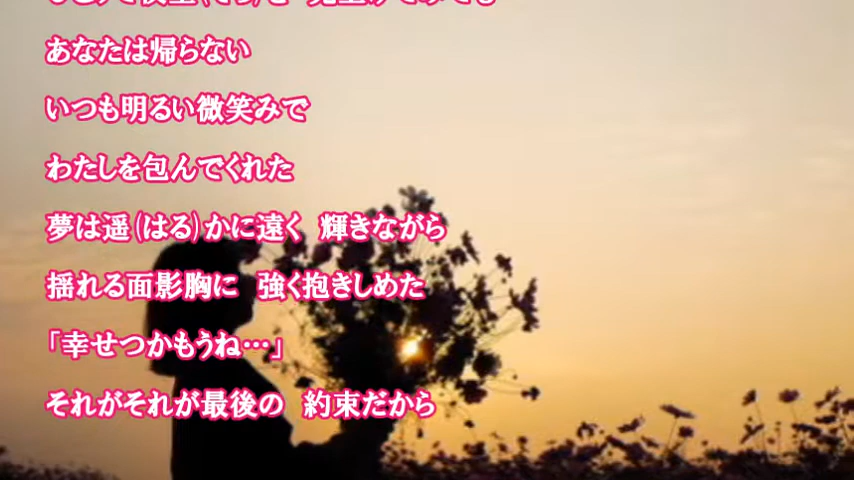 あなたは帰らない
いつも明るい微笑みで
わたしを包んでくれた
夢は遥(はる)かに遠く 輝きながら
揺れる面影胸に 強く抱きしめた
「幸せつかもうね…」
それがそれが最後の 約束だから